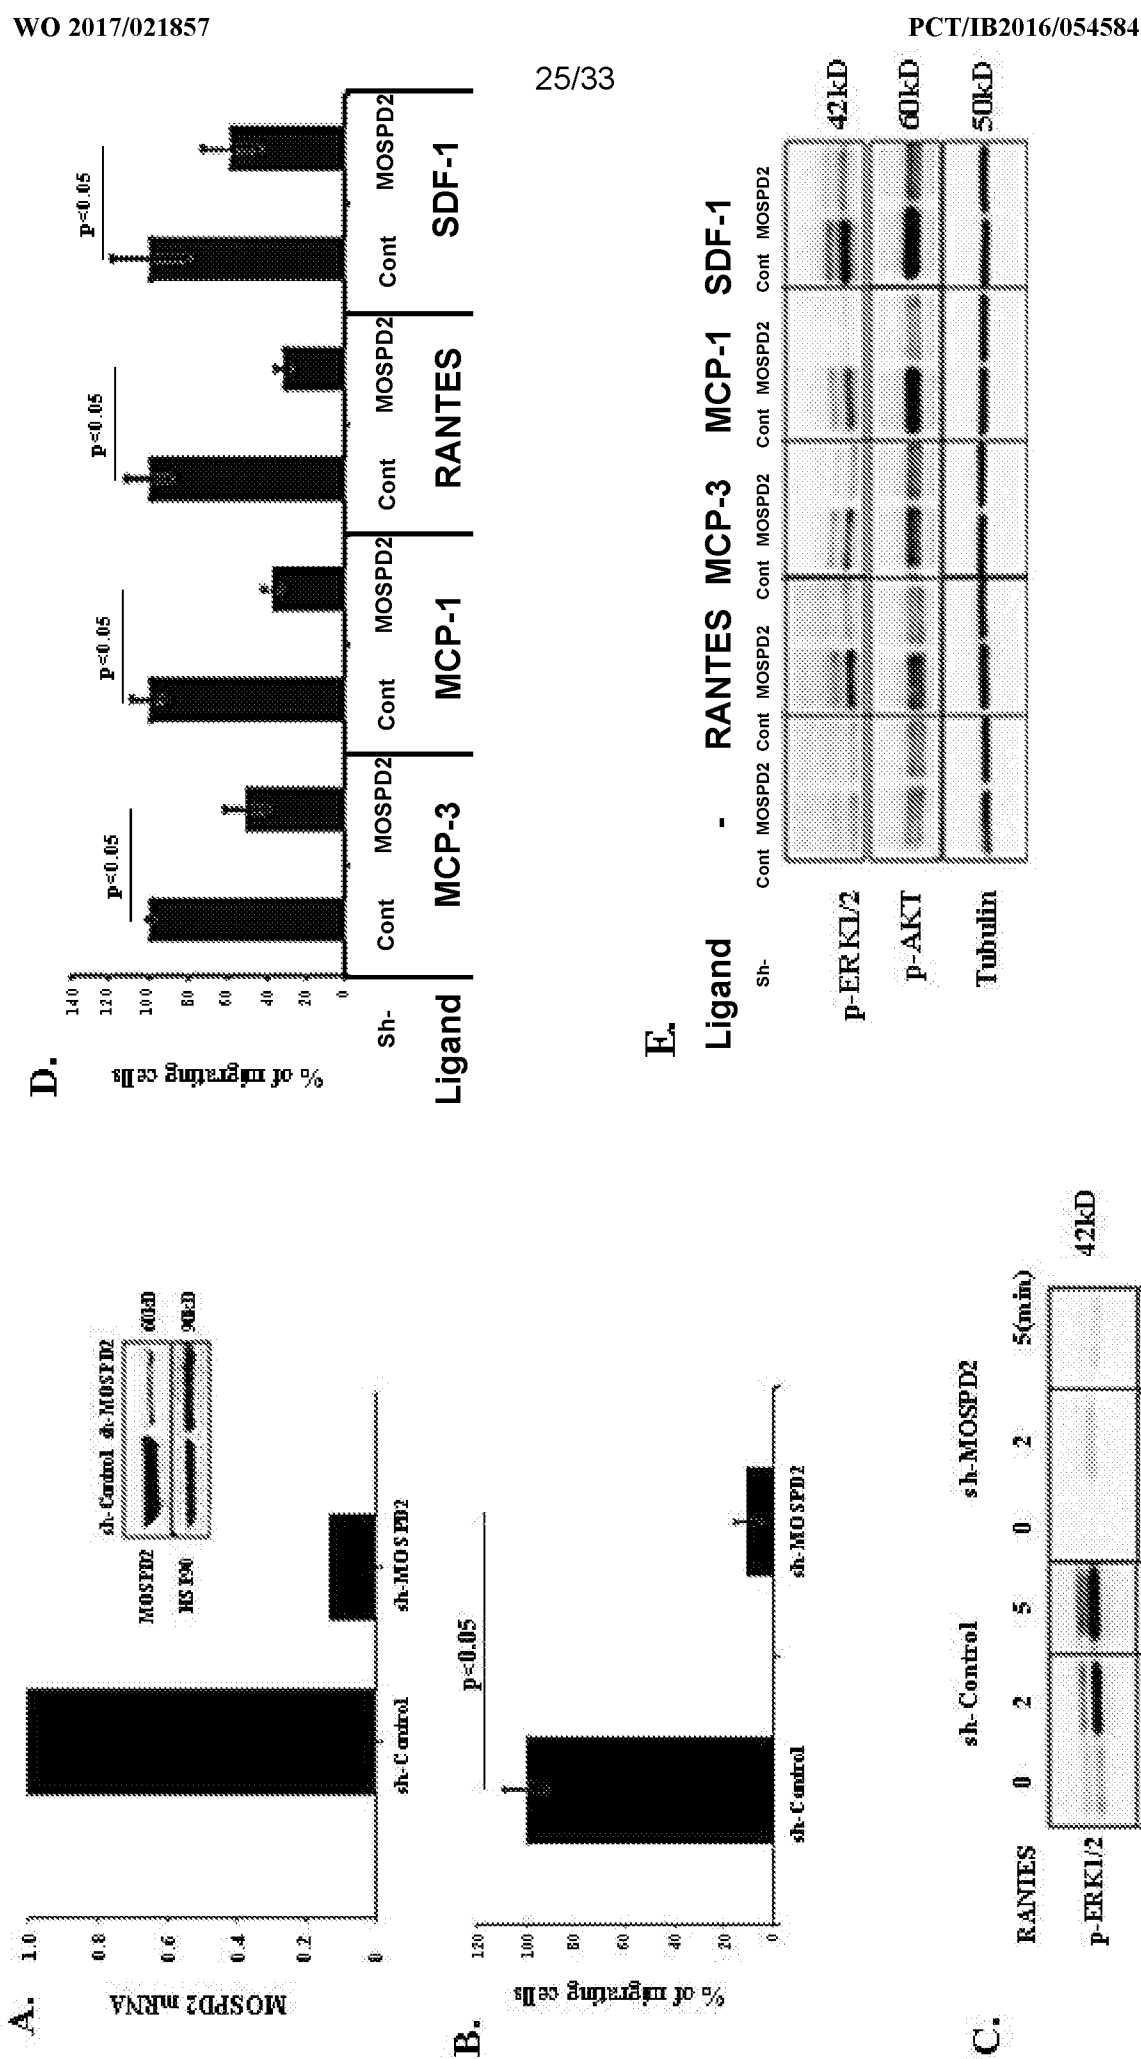 WO 2017/021857
PCT/IB2016/054584
25/33
A.
MOSPD2 mRNA
1.0
0.8
0.6
0.4
0.2
0
sh-Control
sh-MOSPD2
sh-Control sh-MOSPD2
MOSPD2
60kD
HSP90
90kD
B.
% of migrating cells
120
100
80
60
40
20
0
p<0.05
sh-Control
sh-MOSPD2
C.
sh-Control
sh-MOSPD2
RANTES
0 2 5 0 2 5(min)
p-ERK1/2
42kD
D.
% of migrating cells
140
120
100
80
60
40
20
0
p<0.05
p<0.05
p<0.05
p<0.05
Sh-
Cont MOSPD2 Cont MOSPD2 Cont MOSPD2 Cont MOSPD2
Ligand
MCP-3 MCP-1 RANTES SDF-1
E.
Ligand - RANTES MCP-3 MCP-1 SDF-1
Sh- Cont MOSPD2 Cont MOSPD2 Cont MOSPD2 Cont MOSPD2 Cont MOSPD2
p-ERK1/2
42kD
p-AKT
60kD
Tubulin
50kD